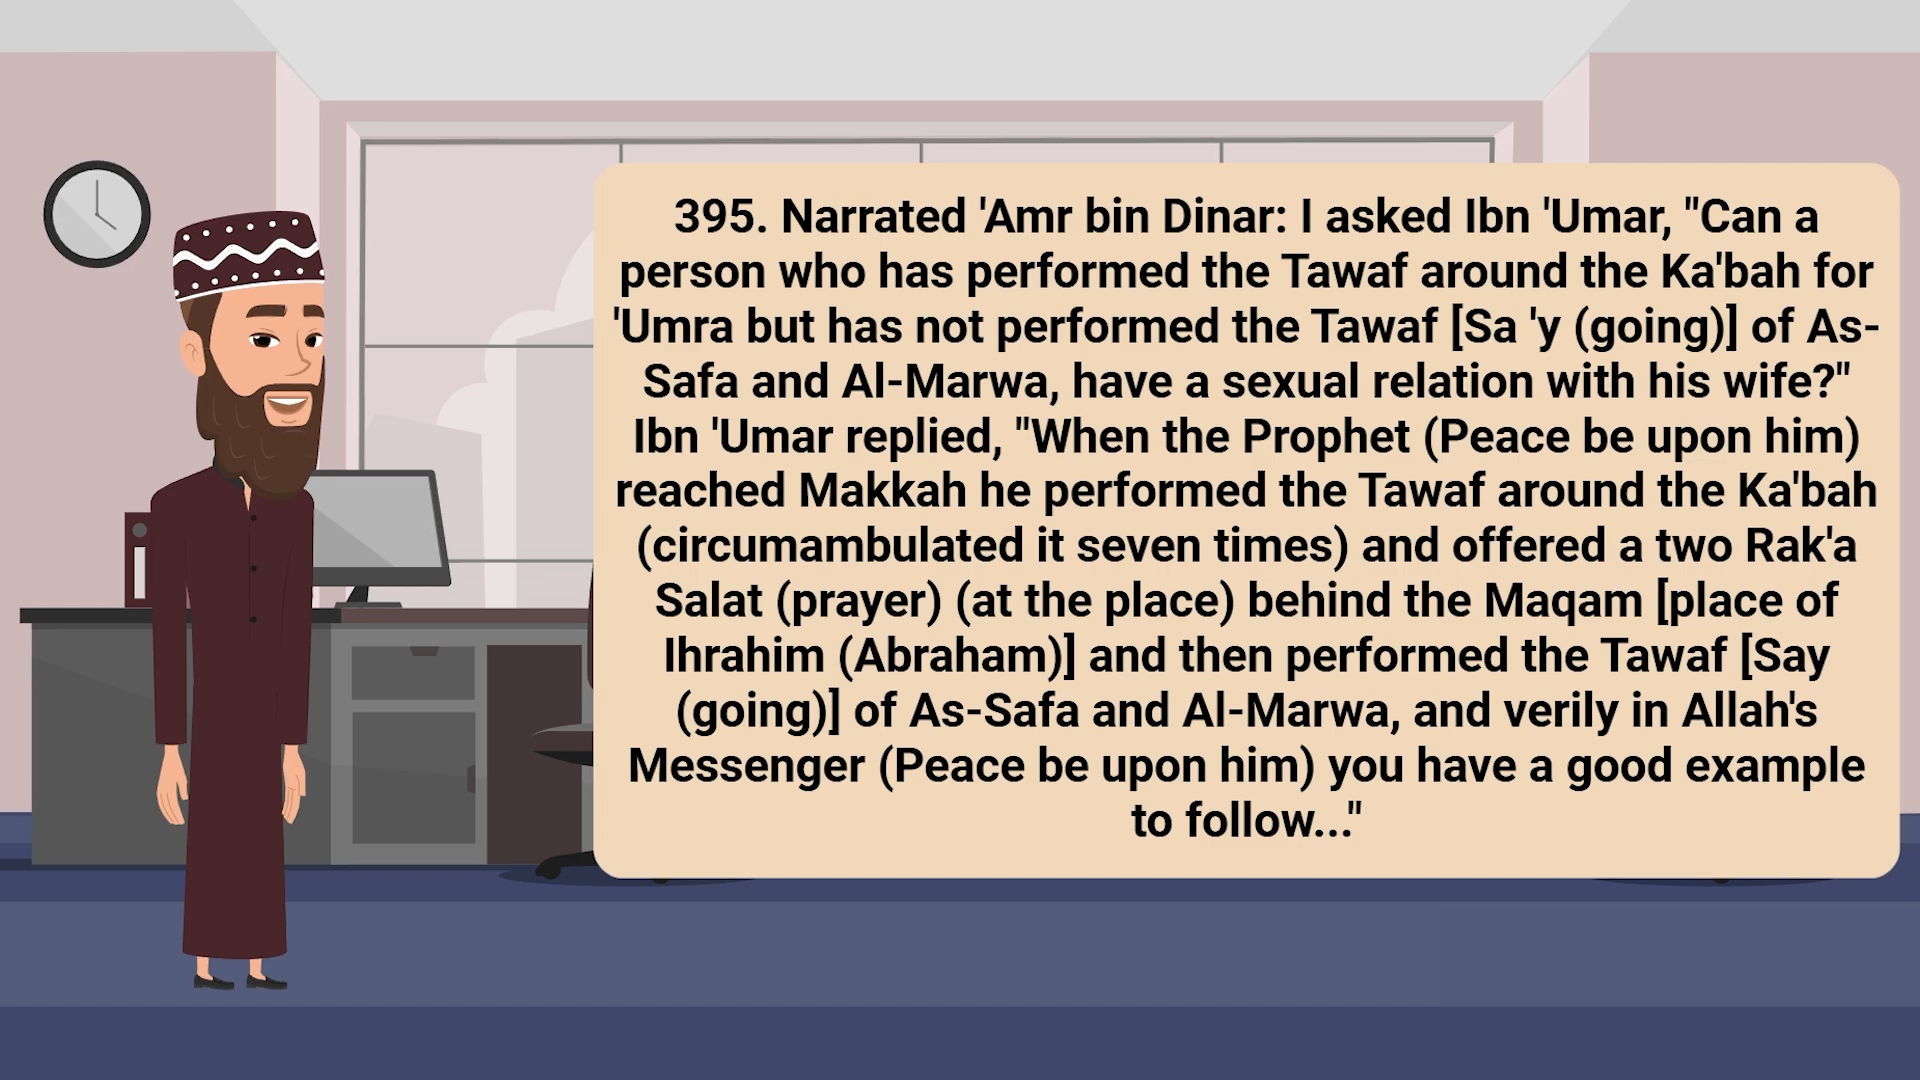 395. Narrated 'Amr bin Dinar: I asked Ibn 'Umar, "Can a
person who has performed the Tawaf around the Ka'bah for
'Umra but has not performed the Tawaf [Sa 'y (going)] of As-
Safa and Al-Marwa, have a sexual relation with his wife?"
Ibn 'Umar replied, "When the Prophet (Peace be upon him)
reached Makkah he performed the Tawaf around the Ka'bah
(circumambulated it seven times) and offered a two Rak'a
Salat (prayer) (at the place) behind the Maqam [place of
Ihrahim (Abraham)] and then performed the Tawaf [Say
(going)] of As-Safa and Al-Marwa, and verily in Allah's
Messenger (Peace be upon him) you have a good example
to follow..."